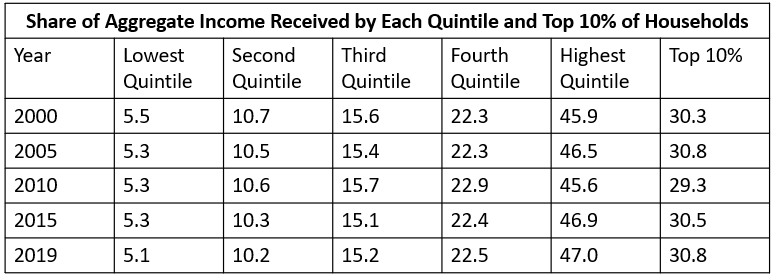 Share of Aggregate Income Received by Each Quintile and Top 10% of Households
Year Lowest Quintile Second Quintile Third Quintile Fourth Quintile Highest Quintile Top 10%
2000 5.5 10.7 15.6 22.3 45.9 30.3
2005 5.3 10.5 15.4 22.3 46.5 30.8
2010 5.3 10.6 15.7 22.9 45.6 29.3
2015 5.3 10.3 15.1 22.4 46.9 30.5
2019 5.1 10.2 15.2 22.5 47.0 30.8